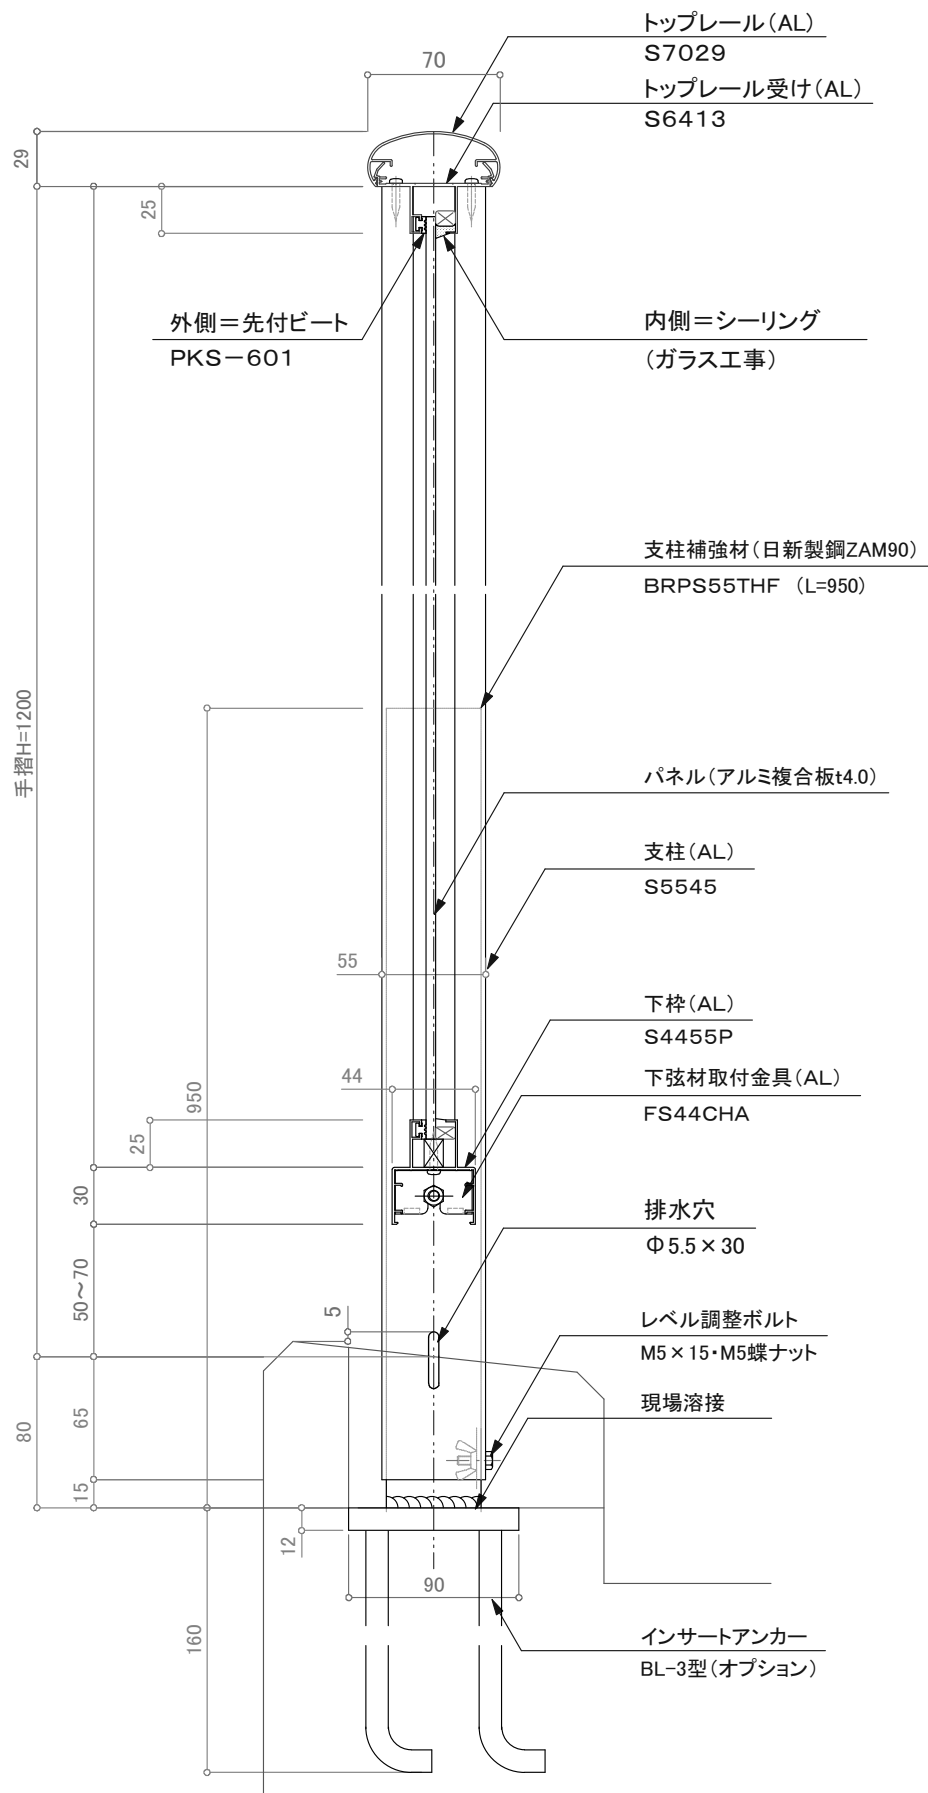 トップレール(AL)
S7029
70
トップレール受け(AL)
S6413
29
25
外側=先付ビート
PKS-601
内側=シーリング
(ガラス工事)
支柱補強材(日新製鋼ZAM90)
BRPS55THF (L=950)
手摺H=1200
パネル(アルミ複合板t4.0)
支柱(AL)
S5545
55
下枠(AL)
S4455P
44
下弦材取付金具(AL)
FS44CHA
950
25
30
排水穴
Φ5.5×30
50~70
5
レベル調整ボルト
M5×15・M5蝶ナット
現場溶接
80
65
15
12
90
160
インサートアンカー
BL-3型(オプション)